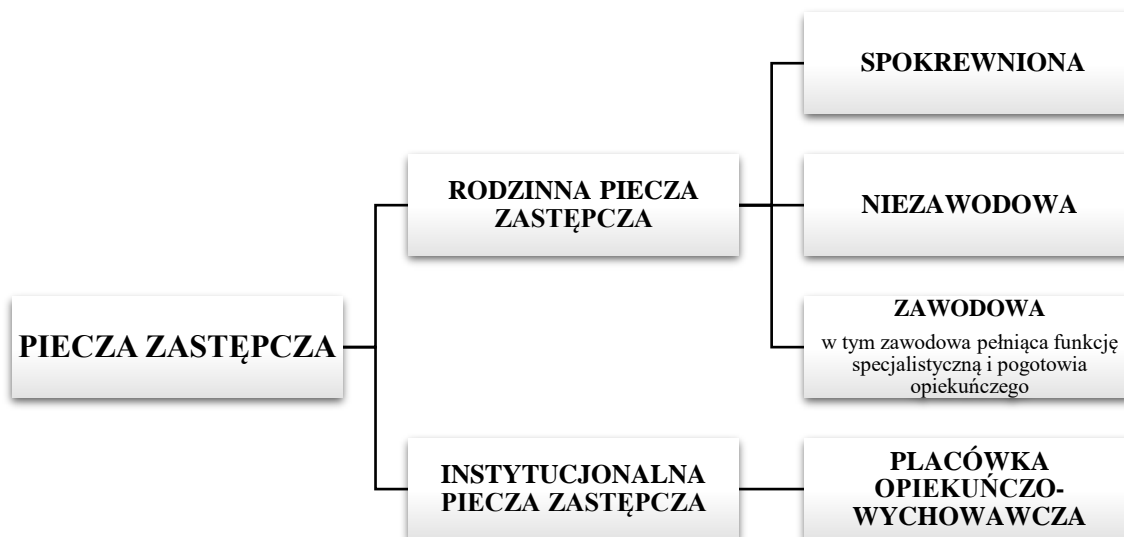 PIECZA ZASTĘPCZA
RODZINNA PIECZA
ZASTĘPCZA
SPOKREWNIONA
NIEZAWODOWA
ZAWODOWA
w tym zawodowa pełniąca funkcję
specjalistyczną i pogotowia
opiekuńczego
INSTYTUCJONALNA
PIECZA ZASTĘPCZA
PLACÓWKA
OPIEKUŃCZO-
WYCHOWAWCZA